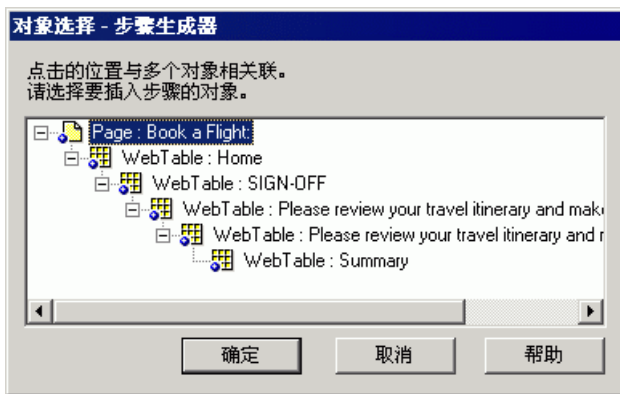 对象选择 - 步骤生成器
点击的位置与多个对象相关联。
请选择要插入步骤的对象。
Page : Book a Flight:
WebTable : Home
WebTable : SIGN-OFF
WebTable : Please review your travel itinerary and mak
WebTable : Please review your travel itinerary and
WebTable : Summary
确定 取消 帮助